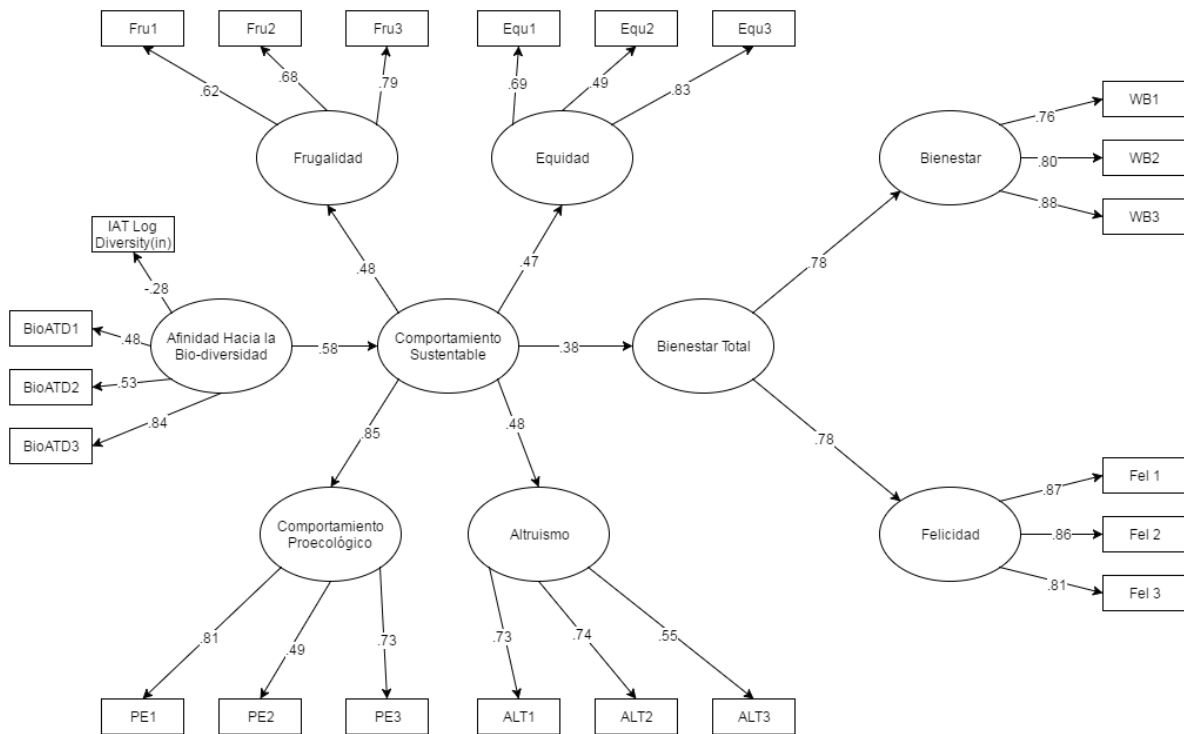 Fru1
Fru2
Fru3
Equ1
Equ2
Equ3
.62
.68
.79
.69
.49
.83
WB1
WB2
WB3
.76
.80
.88
Frugalidad
Equidad
Bienestar
IAT Log
Diversity(in)
-.28
.48
.47
.78
BioATD1
BioATD2
BioATD3
.48
.53
.84
Afinidad Hacia la
Bio-diversidad
.58
Comportamiento
Sustentable
.38
Bienestar Total
.85
.48
.78
Comportamiento
Proecológico
Altruismo
Felicidad
Fel 1
Fel 2
Fel 3
.87
.86
.81
.81
.49
.73
.73
.74
.55
PE1
PE2
PE3
ALT1
ALT2
ALT3